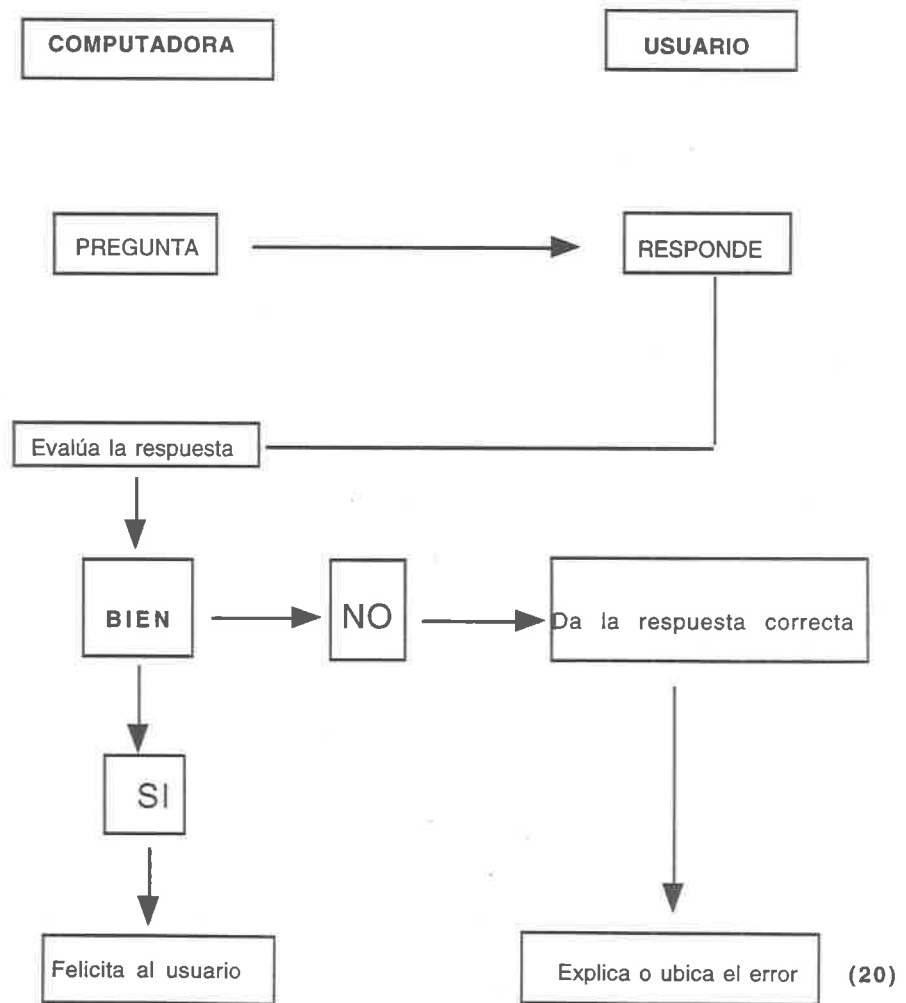 COMPUTADORA
USUARIO
PREGUNTA
RESPONDE
Evalúa la respuesta
BIEN
NO
Da la respuesta correcta
SI
Felicita al usuario
Explica o ubica el error
(20)